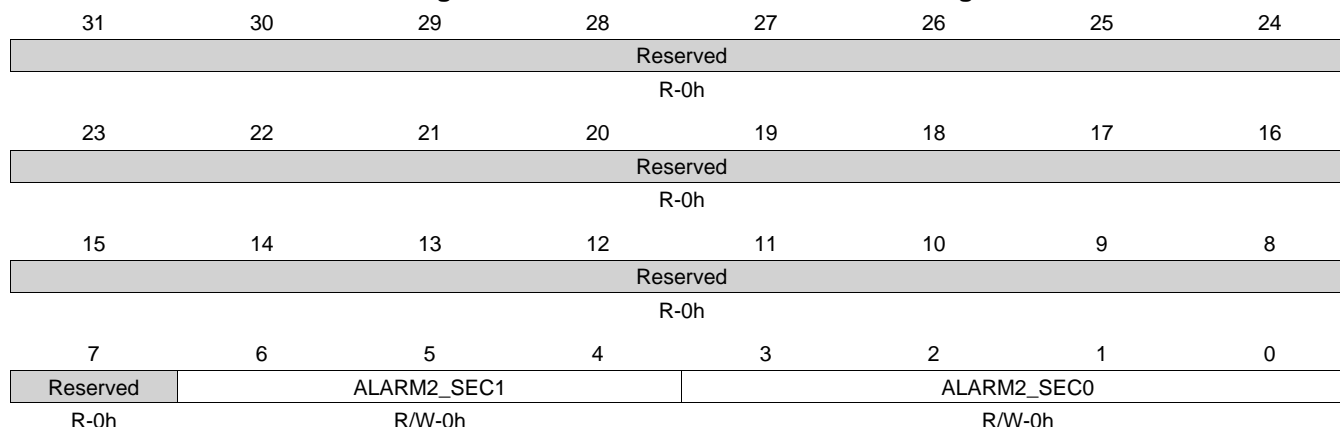 31 30 29 28 27 26 25 24
Reserved
R-0h
23 22 21 20 19 18 17 16
Reserved
R-0h
15 14 13 12 11 10 9 8
Reserved
R-0h
7 6 5 4 3 2 1 0
Reserved ALARM2_SEC1 ALARM2_SEC0
R-0h R/W-0h R/W-0h